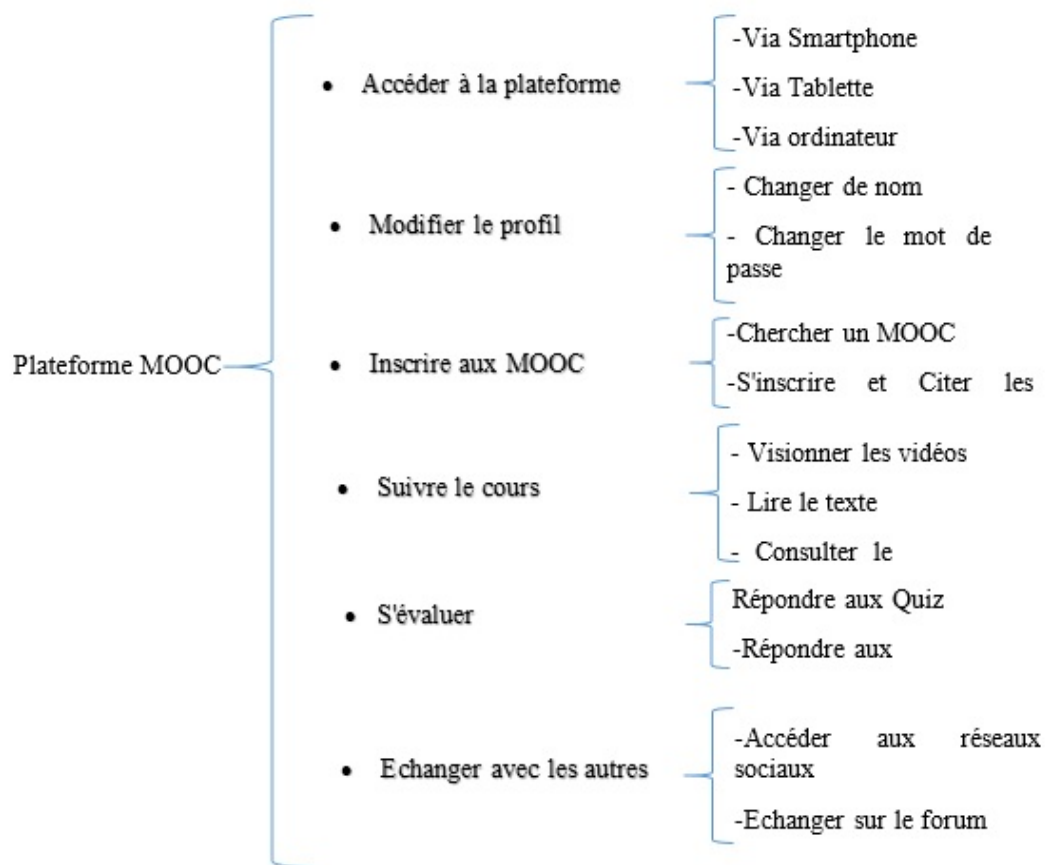 Plateforme MOOC
• Accéder à la plateforme
-Via Smartphone
-Via Tablette
-Via ordinateur
• Modifier le profil
- Changer de nom
- Changer le mot de
passe
• Inscrire aux MOOC
-Chercher un MOOC
-S'inscrire et Citer les
• Suivre le cours
- Visionner les vidéos
- Lire le texte
- Consulter le
• S'évaluer
Répondre aux Quiz
-Répondre aux
• Echanger avec les autres
-Accéder aux réseaux
sociaux
-Echanger sur le forum